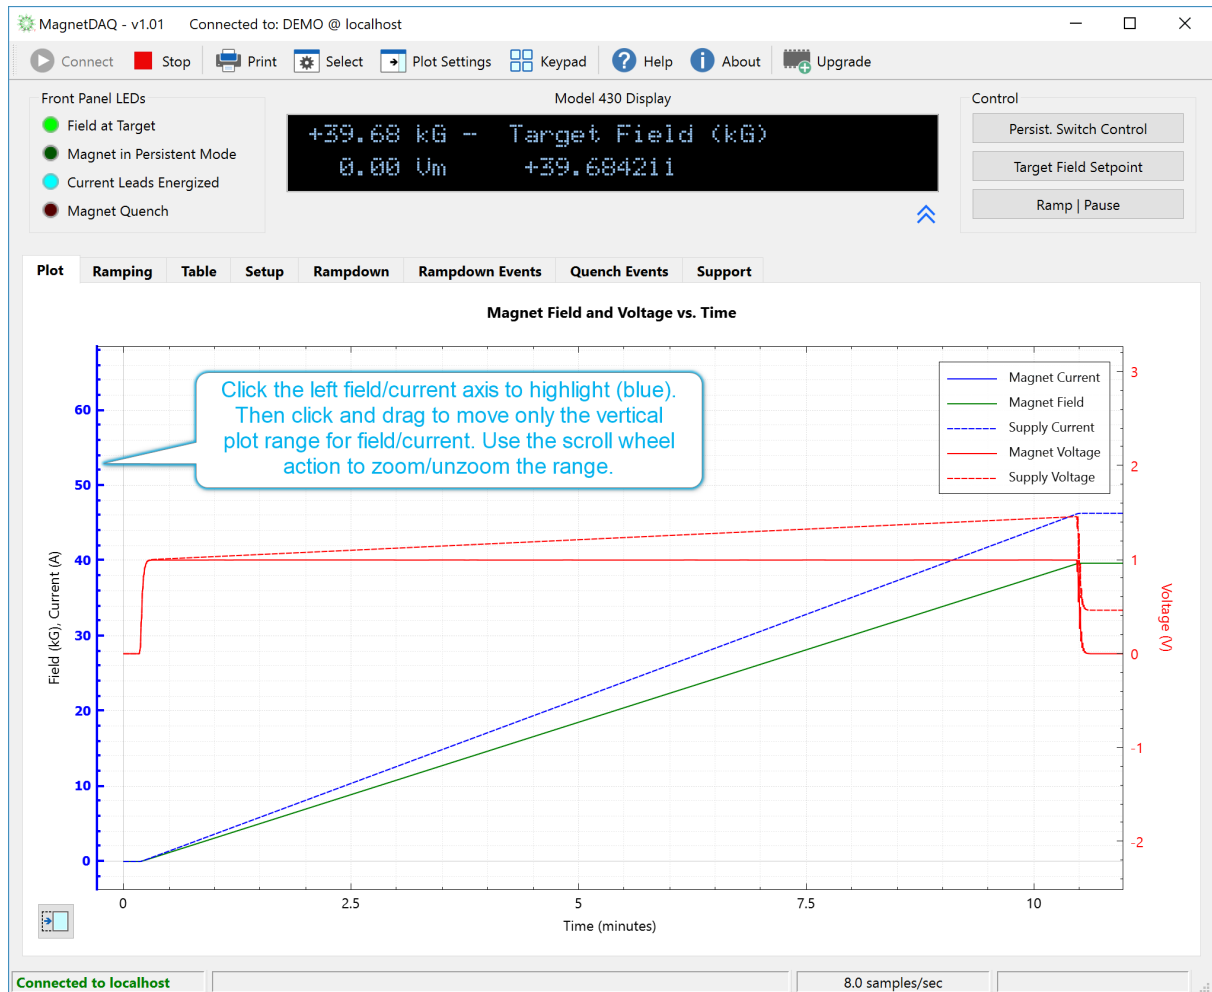 MagnetDAQ - v1.01 Connected to: DEMO @ localhost
Connect Stop Print Select Plot Settings Keypad Help About Upgrade
Front Panel LEDs
Field at Target
Magnet in Persistent Mode
Current Leads Energized
Magnet Quench
Model 430 Display
+39.68 kG – Target Field (kG)
0.00 Vm +39.6842ii
Control
Persist. Switch Control
Target Field Setpoint
Ramp | Pause
Plot Ramping Table Setup Rampdown Rampdown Events Quench Events Support
Magnet Field and Voltage vs. Time
Click the left field/current axis to highlight (blue).
Then click and drag to move only the vertical
plot range for field/current. Use the scroll wheel
action to zoom/unzoom the range.
Magnet Current
Magnet Field
Supply Current
Magnet Voltage
Supply Voltage
Field (kG), Current (A)
60
50
40
30
20
10
0
3
2
1
0
-1
-2
Voltage (V)
0 2.5 5 7.5 10
Time (minutes)
Connected to localhost
8.0 samples/sec